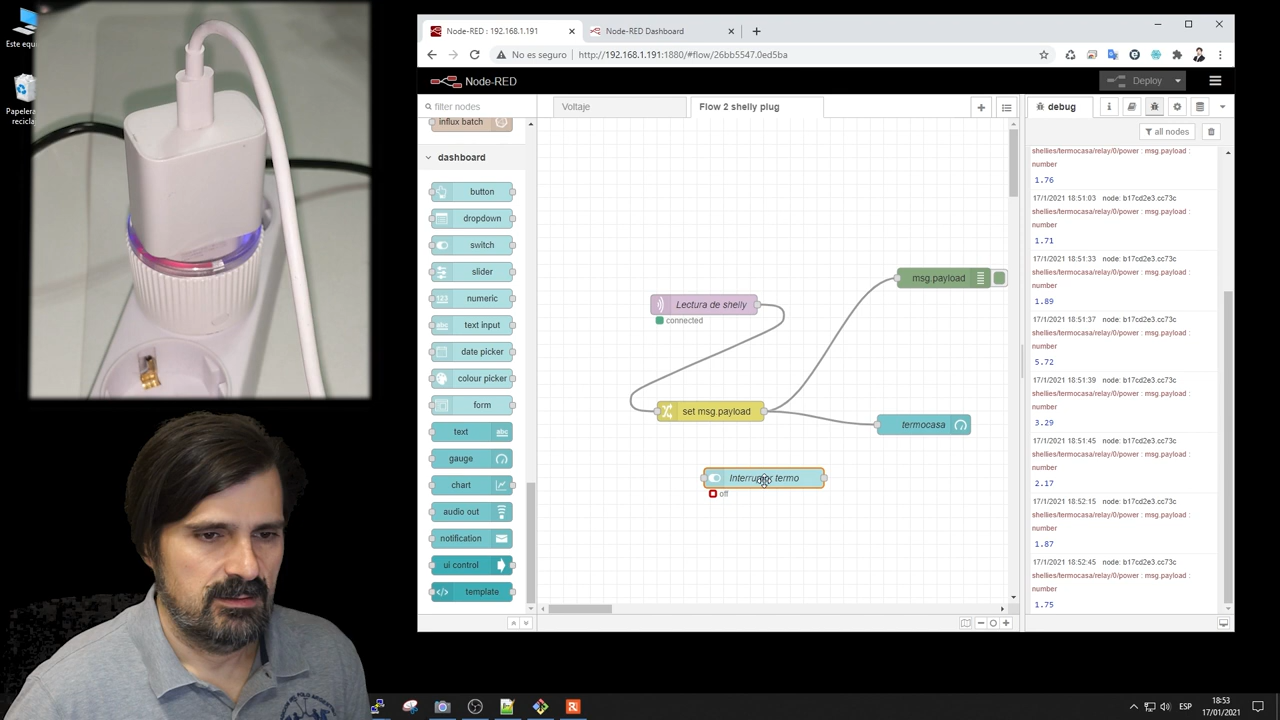 Este equ
Papelera
recicla
Node-RED : 192.168.1.191
Node-RED Dashboard
No es seguro
http://192.168.1.191:1880/#flow/26bb5547.0ed5ba
Node-RED
Deploy
filter nodes
Voltaje
Flow 2 shelly plug
debug
all nodes
influx batch
dashboard
button
dropdown
switch
slider
numeric
text input
date picker
colour picker
form
text
gauge
chart
audio out
notification
ui control
template
Lectura de shelly
connected
msg.payload
set msg.payload
termocasa
off
shellies/termocasa/relay/0/power : msg.payload :
number
1.76
17/1/2021 18:51:03 node: b17cd2e3.cc73c
shellies/termocasa/relay/0/power : msg.payload :
number
1.71
17/1/2021 18:51:33 node: b17cd2e3.cc73c
shellies/termocasa/relay/0/power : msg.payload :
number
1.89
17/1/2021 18:51:37 node: b17cd2e3.cc73c
shellies/termocasa/relay/0/power : msg.payload :
number
5.72
17/1/2021 18:51:39 node: b17cd2e3.cc73c
shellies/termocasa/relay/0/power : msg.payload :
number
3.29
17/1/2021 18:51:45 node: b17cd2e3.cc73c
shellies/termocasa/relay/0/power : msg.payload :
number
2.17
17/1/2021 18:52:15 node: b17cd2e3.cc73c
shellies/termocasa/relay/0/power : msg.payload :
number
1.87
17/1/2021 18:52:45 node: b17cd2e3.cc73c
shellies/termocasa/relay/0/power : msg.payload :
number
1.75
ESP
18:53
17/01/2021